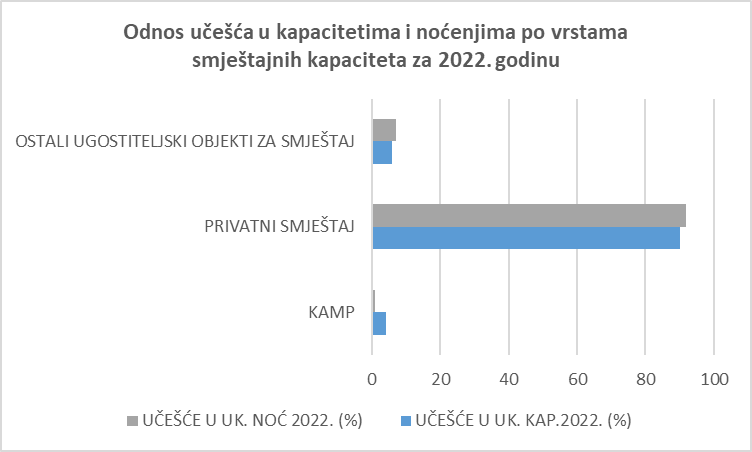 Odnos učešća u kapacitetima i noćenjima po vrstama
smještajnih kapaciteta za 2022. godinu
OSTALI UGOSTITELJSKI OBJEKTI ZA SMJEŠTAJ
PRIVATNI SMJEŠTAJ
KAMP
0 20 40 60 80 100
UČEŠĆE U UK. NOĆ 2022. (%) UČEŠĆE U UK. KAP.2022. (%)